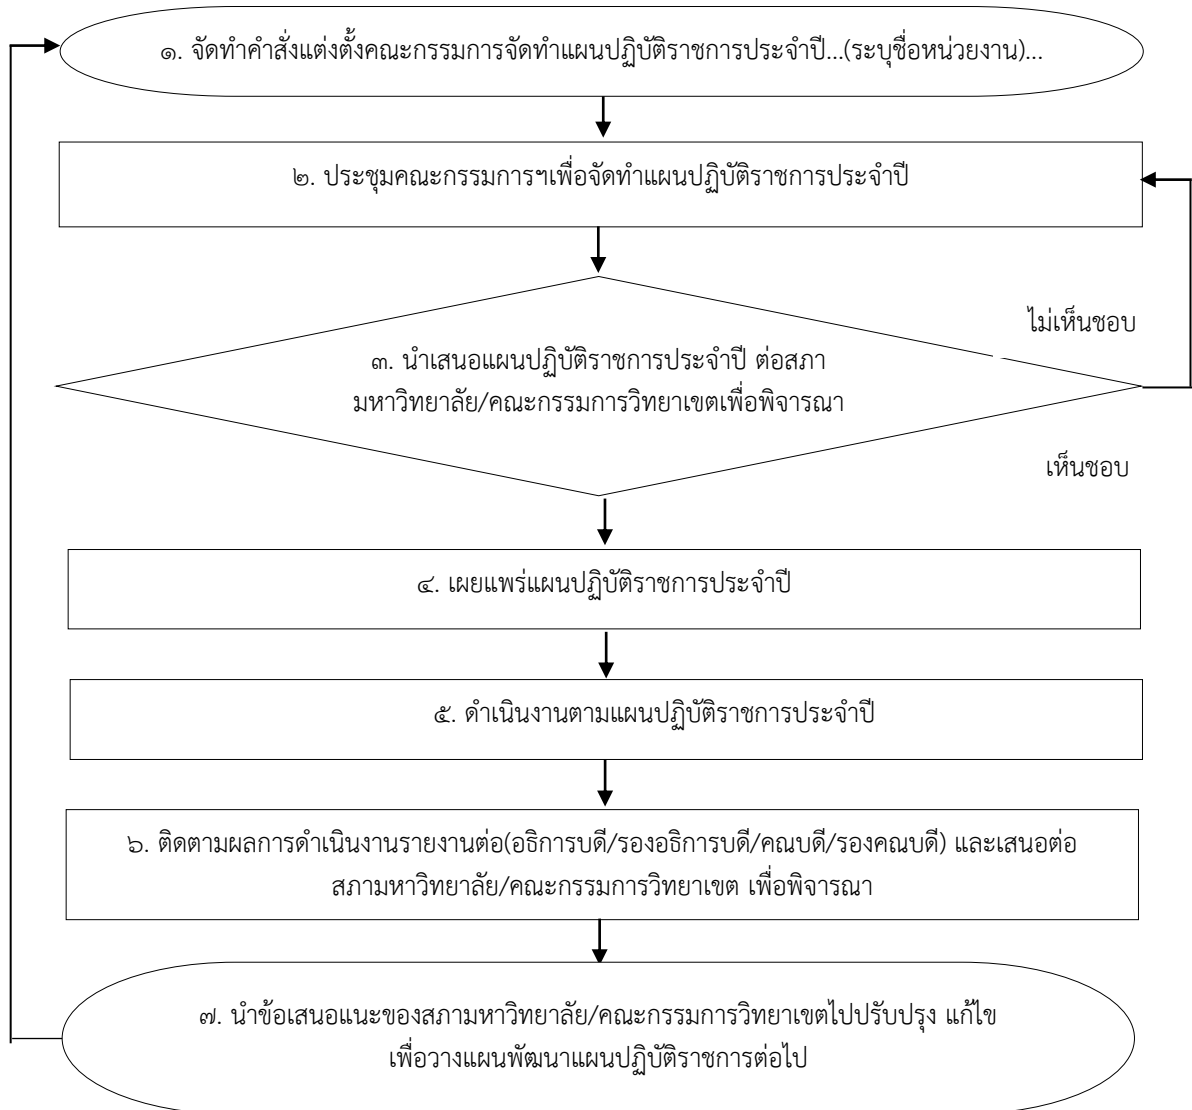 ๑. จัดทำคำสั่งแต่งตั้งคณะกรรมการจัดทำแผนปฏิบัติราชการประจำปี...(ระบุชื่อหน่วยงาน)...
๒. ประชุมคณะกรรมการฯเพื่อจัดทำแผนปฏิบัติราชการประจำปี
ไม่เห็นชอบ
๓. นำเสนอแผนปฏิบัติราชการประจำปี ต่อสภา
มหาวิทยาลัย/คณะกรรมการวิทยาเขตเพื่อพิจารณา
เห็นชอบ
๔. เผยแพร่แผนปฏิบัติราชการประจำปี
๕. ดำเนินงานตามแผนปฏิบัติราชการประจำปี
๖. ติดตามผลการดำเนินงานรายงานต่อ(อธิการบดี/รองอธิการบดี/คณบดี/รองคณบดี) และเสนอต่อ
สภามหาวิทยาลัย/คณะกรรมการวิทยาเขต เพื่อพิจารณา
๗. นำข้อเสนอแนะของสภามหาวิทยาลัย/คณะกรรมการวิทยาเขตไปปรับปรุง แก้ไข
เพื่อวางแผนพัฒนาแผนปฏิบัติราชการต่อไป